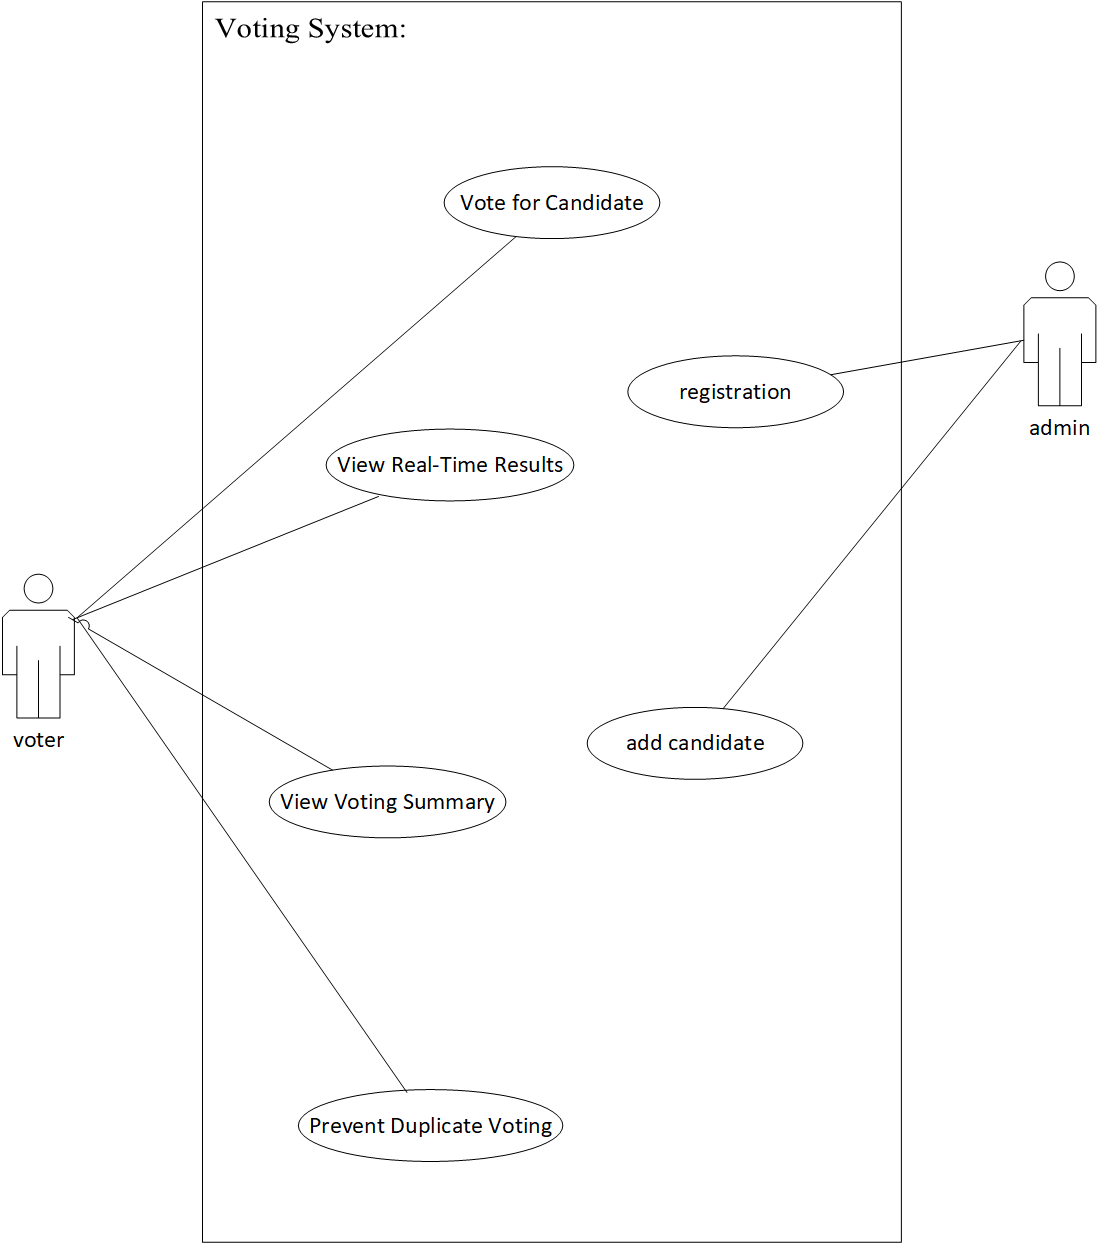 Voting System:
Vote for Candidate
registration
admin
View Real-Time Results
voter
add candidate
View Voting Summary
Prevent Duplicate Voting